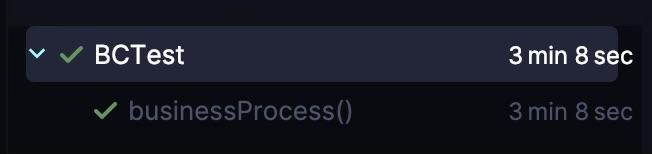 BCTest 3 min 8 sec
businessProcess() 3 min 8 sec